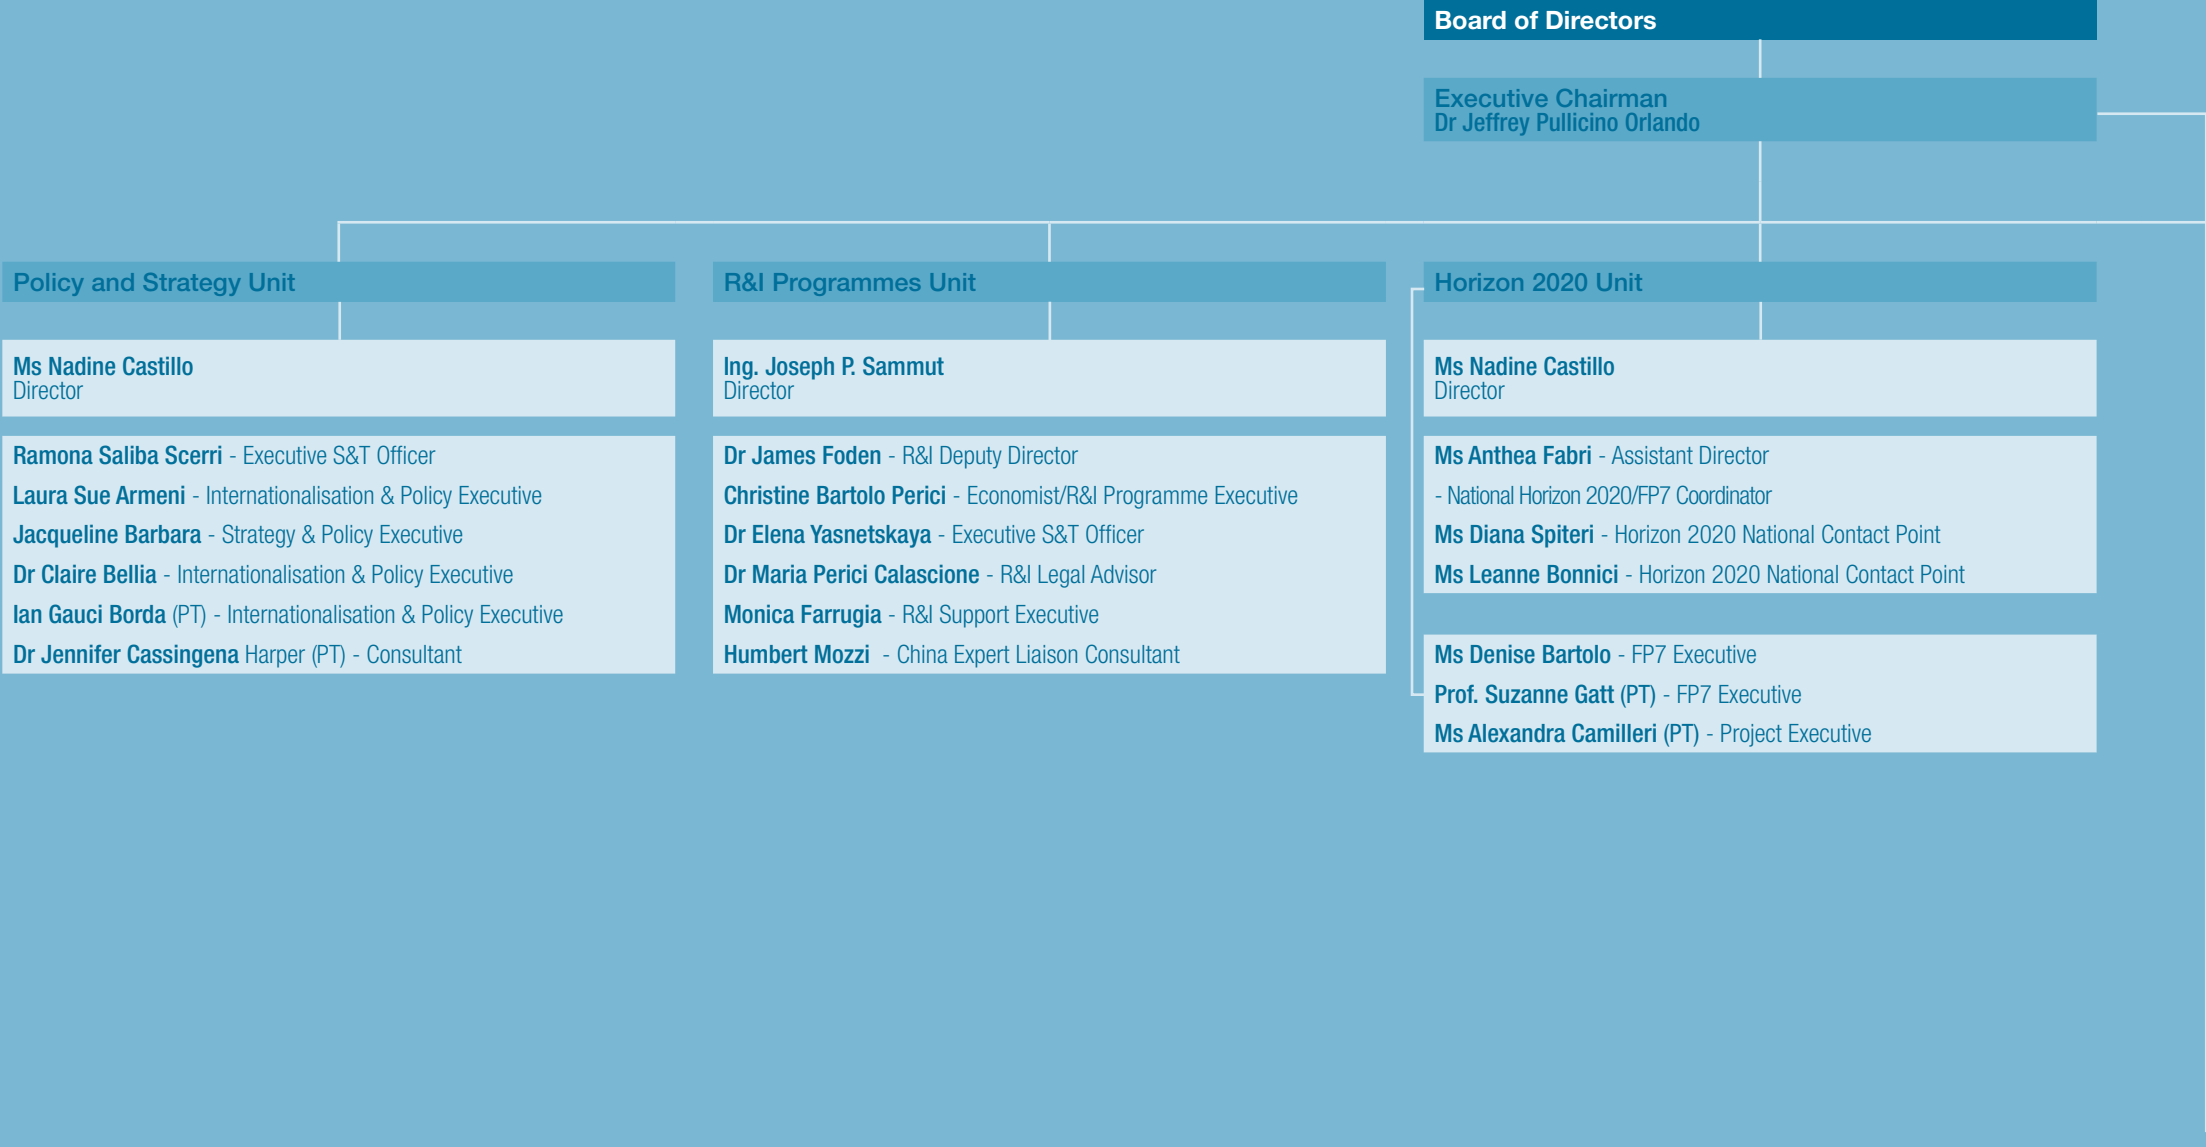 Board of Directors
Executive Chairman
Dr Jeffrey Pullicino Orlando
Policy and Strategy Unit
Ms Nadine Castillo
Director
Ramona Saliba Scerri - Executive S&T Officer
Laura Sue Armeni - Internationalisation & Policy Executive
Jacqueline Barbara - Strategy & Policy Executive
Dr Claire Bellia - Internationalisation & Policy Executive
Ian Gauci Borda (PT) - Internationalisation & Policy Executive
Dr Jennifer Cassingena Harper (PT) - Consultant
R&I Programmes Unit
Ing. Joseph P. Sammut
Director
Dr James Foden - R&I Deputy Director
Christine Bartolo Perici - Economist/R&I Programme Executive
Dr Elena Yasnetskaya - Executive S&T Officer
Dr Maria Perici Calascione - R&I Legal Advisor
Monica Farrugia - R&I Support Executive
Humbert Mozzi - China Expert Liaison Consultant
Horizon 2020 Unit
Ms Nadine Castillo
Director
Ms Anthea Fabri - Assistant Director
- National Horizon 2020/FP7 Coordinator
Ms Diana Spiteri - Horizon 2020 National Contact Point
Ms Leanne Bonnici - Horizon 2020 National Contact Point
Ms Denise Bartolo - FP7 Executive
Prof. Suzanne Gatt (PT) - FP7 Executive
Ms Alexandra Camilleri (PT) - Project Executive